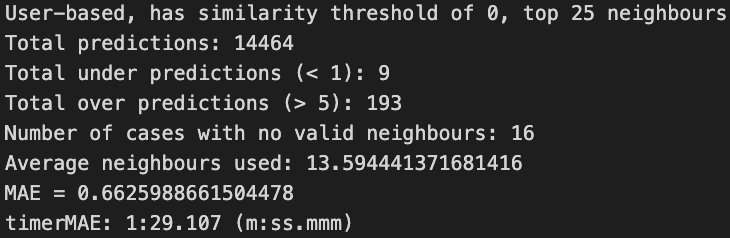 User-based, has similarity threshold of 0, top 25 neighbours
Total predictions: 14464
Total under predictions (< 1): 9
Total over predictions (> 5): 193
Number of cases with no valid neighbours: 16
Average neighbours used: 13.594441371681416
MAE = 0.6625988661504478
timerMAE: 1:29.107 (m:ss.mmm)